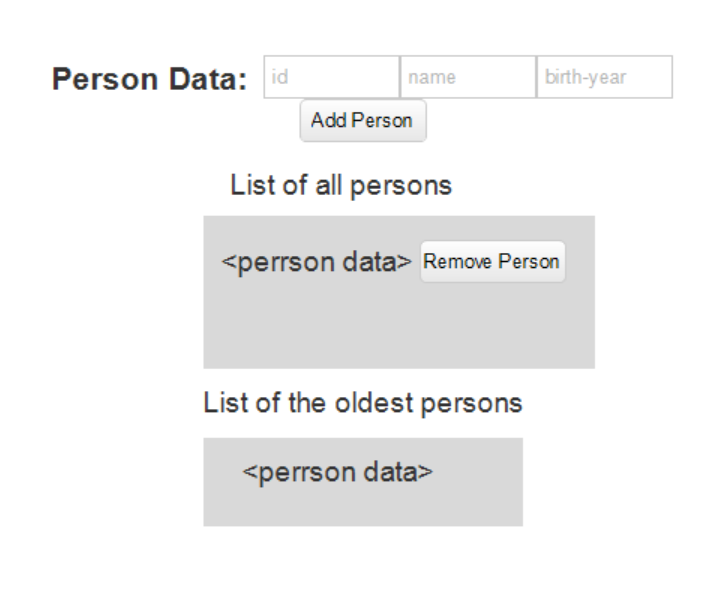 Person Data: id name birth-year
Add Person
List of all persons
<perrson data> Remove Person
List of the oldest persons
<perrson data>